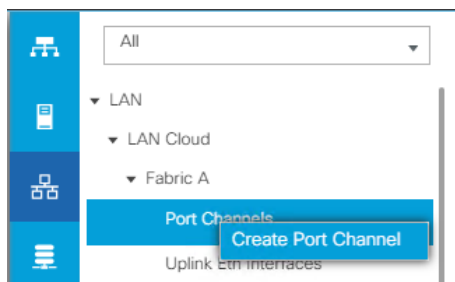 All
LAN
LAN Cloud
Fabric A
Port Channels
Create Port Channel
Uplink Eth Interfaces